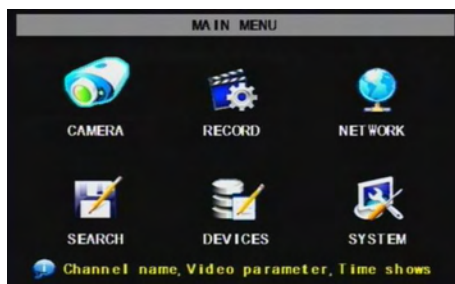 MAIN MENU
CAMERA RECORD NETWORK
SEARCH DEVICES SYSTEM
Channel name, Video parameter, Time shows